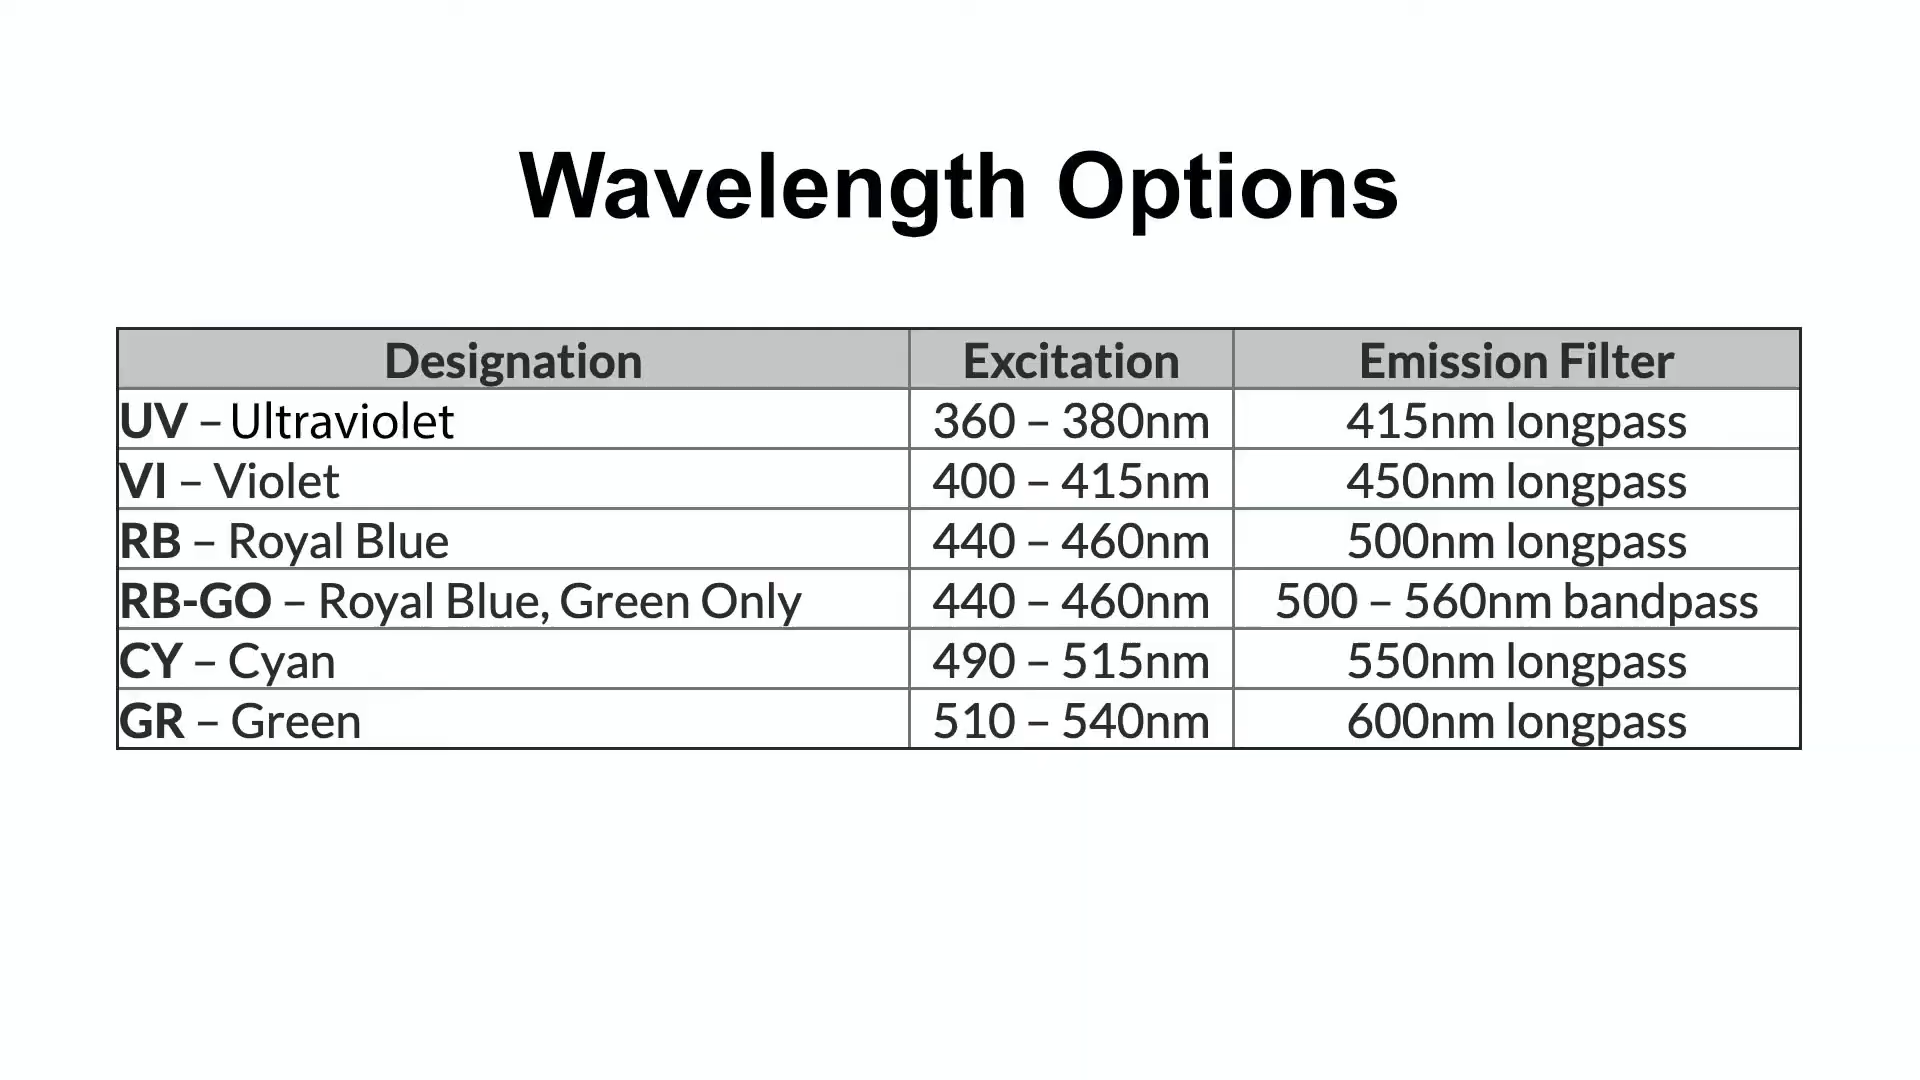 Wavelength Options
Designation Excitation Emission Filter
UV – Ultraviolet 360 – 380nm 415nm longpass
VI – Violet 400 – 415nm 450nm longpass
RB – Royal Blue 440 – 460nm 500nm longpass
RB-GO – Royal Blue, Green Only 440 – 460nm 500 – 560nm bandpass
CY – Cyan 490 – 515nm 550nm longpass
GR – Green 510 – 540nm 600nm longpass